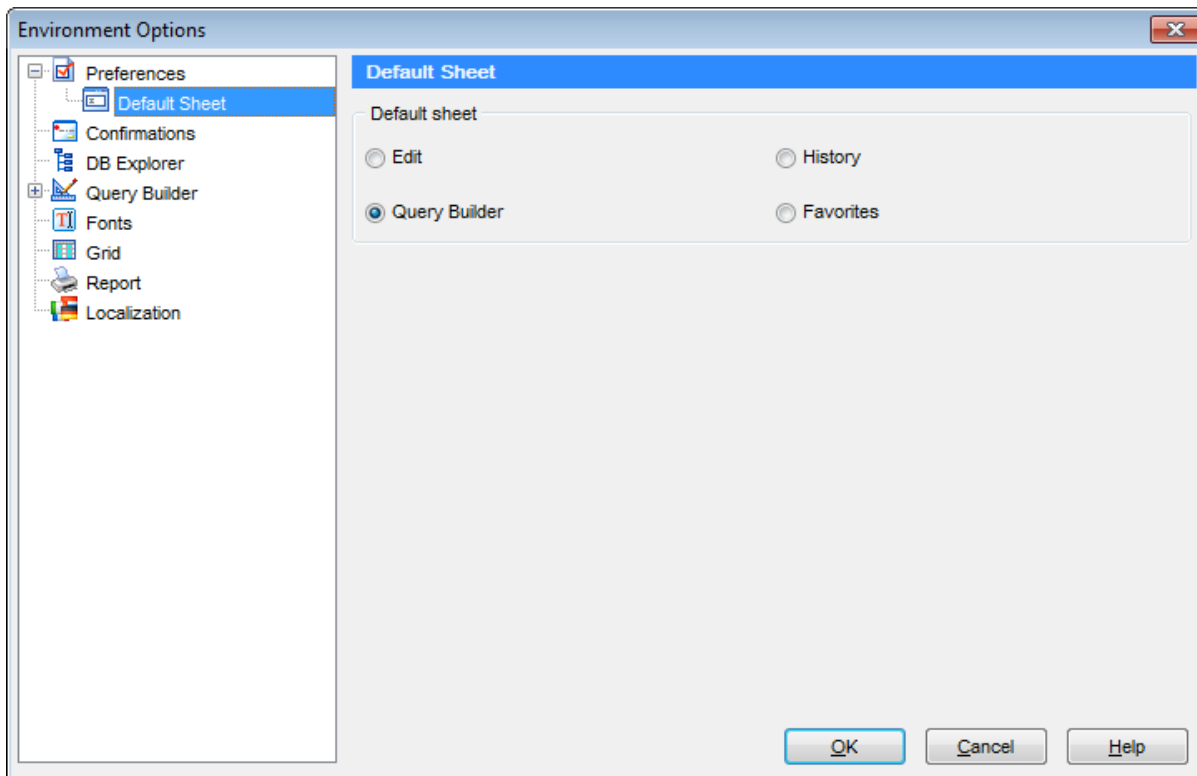 Environment Options
Preferences
Default Sheet
Confirmations
DB Explorer
Query Builder
Fonts
Grid
Report
Localization
Default Sheet
Default sheet
Edit
History
Query Builder
Favorites
OK
Cancel
Help